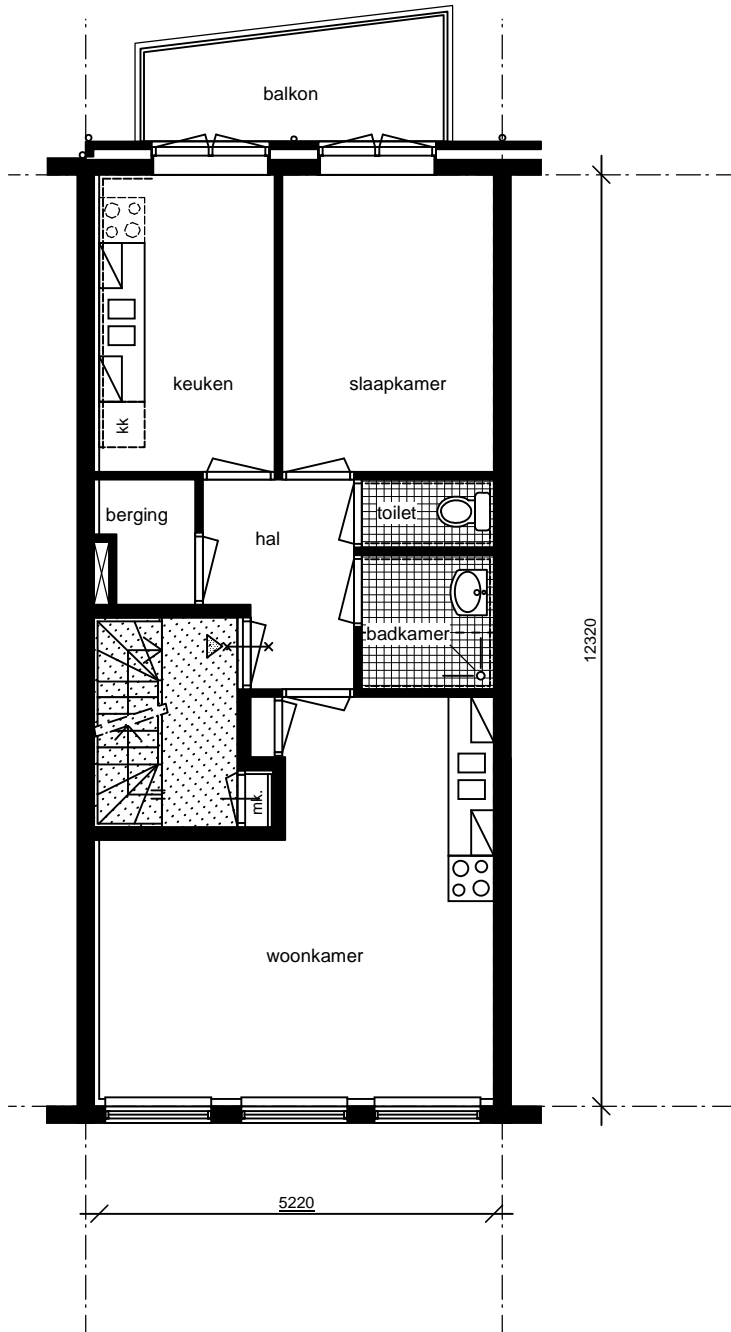 balkon
keuken
slaapkamer
kk
berging
hal
toilet
badkamer
12320
mk.
woonkamer
5220